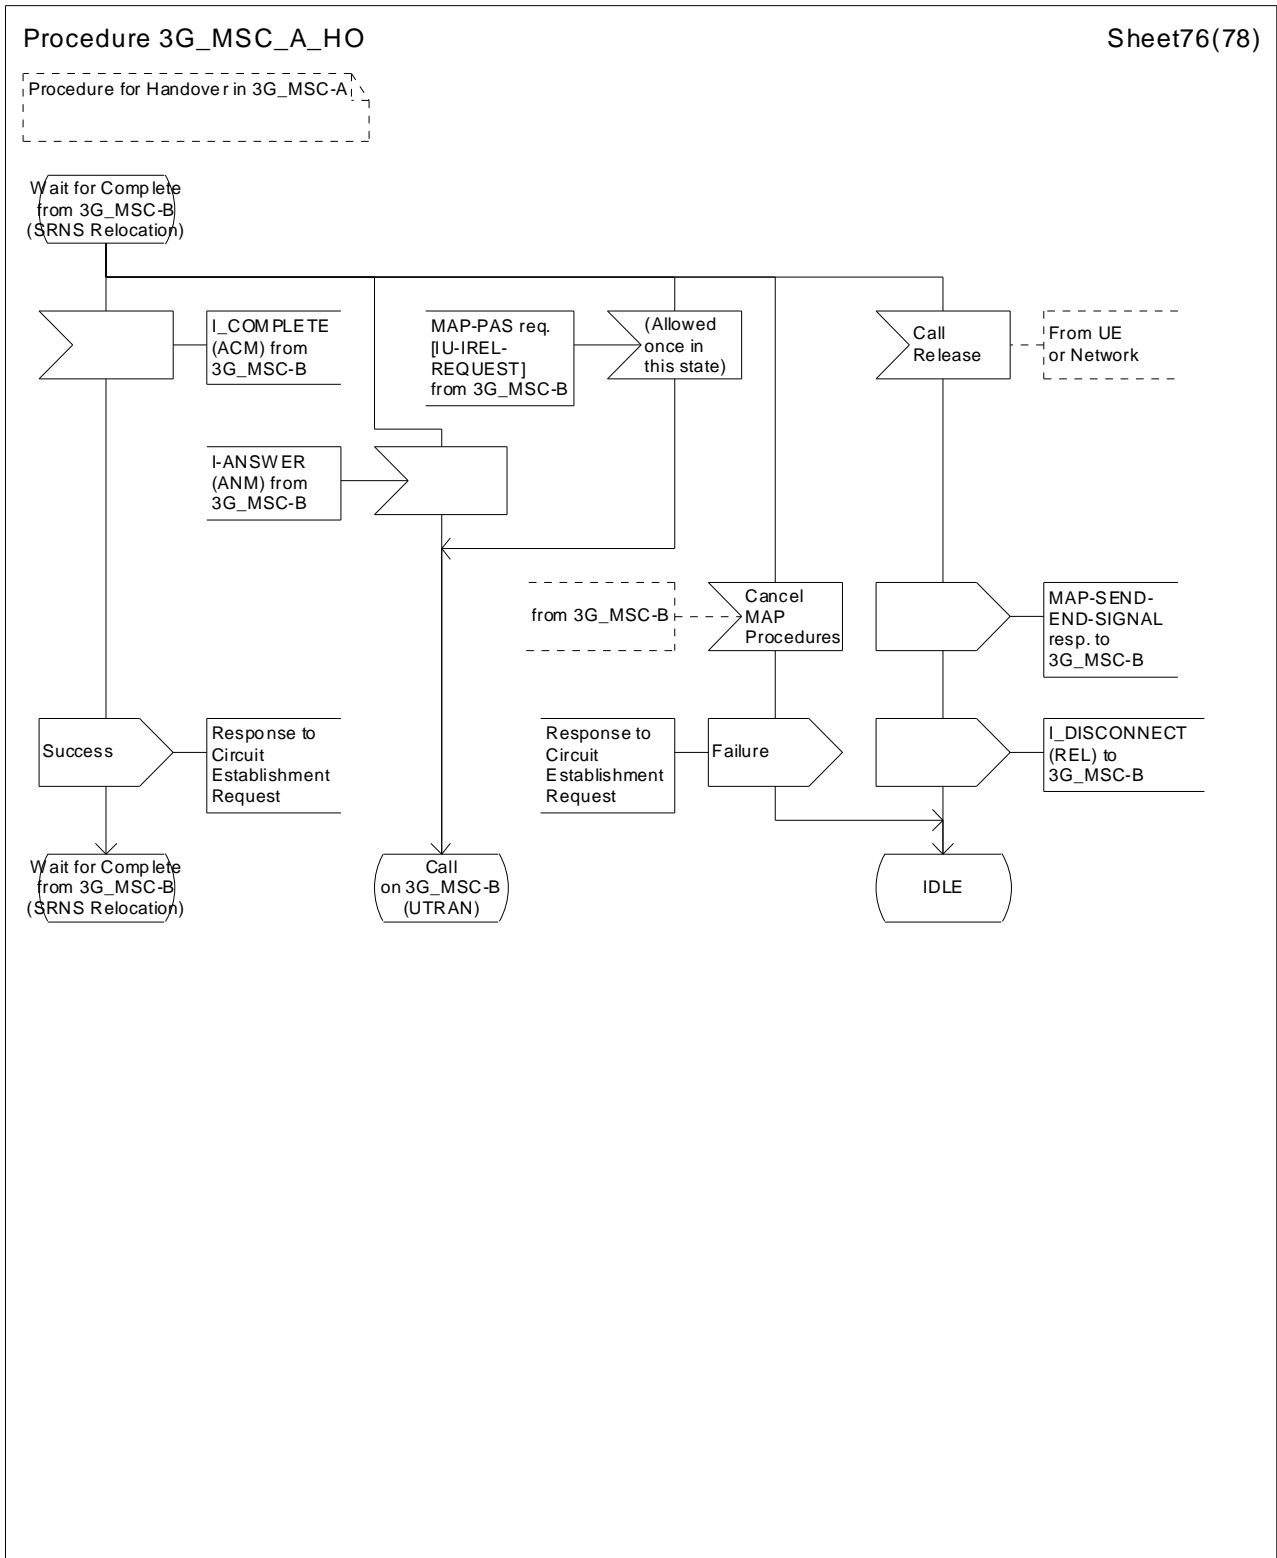 Procedure 3G_MSC_A_HO
Sheet76(78)
Procedure for Handover in 3G_MSC-A
Wait for Complete
from 3G_MSC-B
(SRNS Relocation)
I_COMPLETE
(ACM) from
3G_MSC-B
MAP-PAS req.
[IU-IREL-
REQUEST]
from 3G_MSC-B
(Allowed
once in
this state)
Call
Release
From UE
or Network
I-ANSWER
(ANM) from
3G_MSC-B
from 3G_MSC-B
Cancel
MAP
Procedures
MAP-SEND-
END-SIGNAL
resp. to
3G_MSC-B
Success
Response to
Circuit
Establishment
Request
Response to
Circuit
Establishment
Request
Failure
I_DISCONNECT
(REL) to
3G_MSC-B
Wait for Complete
from 3G_MSC-B
(SRNS Relocation)
Call
on 3G_MSC-B
(UTRAN)
IDLE